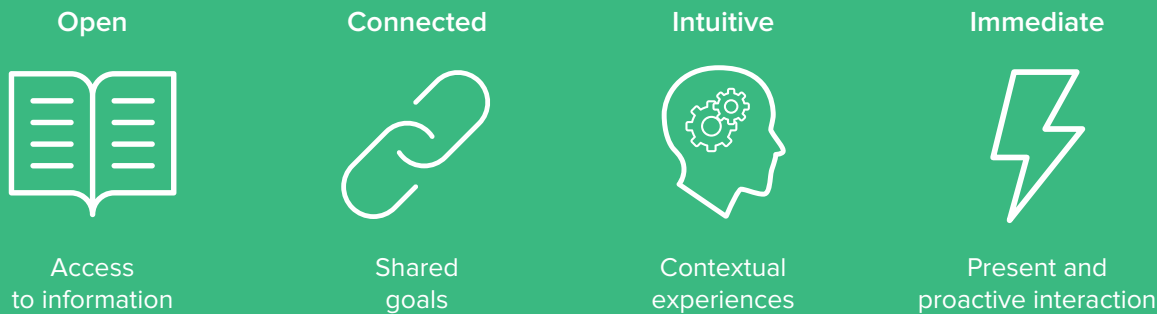 Open
Connected
Intuitive
Immediate
Access
to information
Shared
goals
Contextual
experiences
Present and
proactive interaction